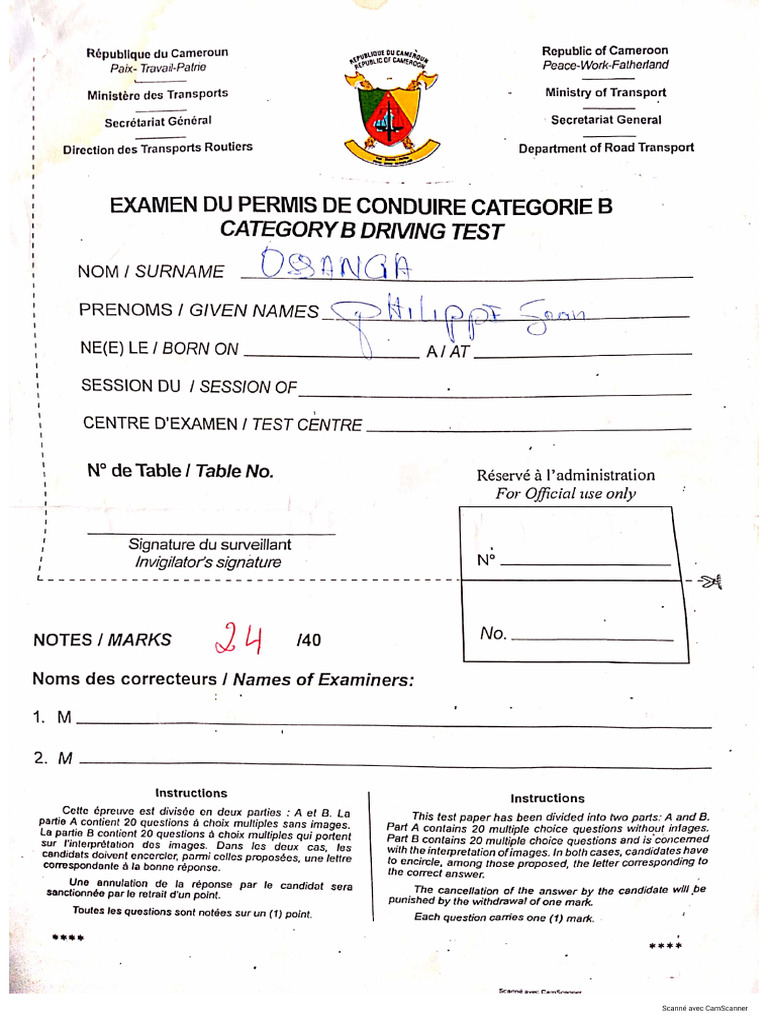 République du Cameroun
Paix- Travail-Patrie
Ministère des Transports
Secrétariat Général
Direction des Transports Routiers
REPUBLIQUE DU CAMEROUN
REPUBLIC OF CAMEROON
Republic of Cameroon
Peace-Work-Fatherland
Ministry of Transport
Secretariat General
Department of Road Transport
EXAMEN DU PERMIS DE CONDUIRE CATEGORIE B
CATEGORY B DRIVING TEST
NOM / SURNAME OSSANGA
PRENOMS / GIVEN NAMES PHILIPPE Jean
NE(E) LE / BORN ON A / AT
SESSION DU / SESSION OF
CENTRE D'EXAMEN / TEST CENTRE
N° de Table / Table No.
Signature du surveillant
Invigilator's signature
Réservé à l'administration
For Official use only
N°
No.
NOTES / MARKS 24 /40
Noms des correcteurs / Names of Examiners:
1. M
2. M
Instructions
Cette épreuve est divisée en deux parties : A et B. La
partie A contient 20 questions à choix multiples sans images.
La partie B contient 20 questions à choix multiples qui portent
sur l'interprétation des images. Dans les deux cas, les
candidats doivent encercler, parmi celles proposées, une lettre
correspondante à la bonne réponse.
Une annulation de la réponse par le candidat sera
sanctionnée par le retrait d'un point.
Toutes les questions sont notées sur un (1) point.
****
Instructions
This test paper has been divided into two parts: A and B.
Part A contains 20 multiple choice questions without images.
Part B contains 20 multiple choice questions and is concerned
with the interpretation of images. In both cases, candidates have
to encircle, among those proposed, the letter corresponding to
the correct answer.
The cancellation of the answer by the candidate will be
punished by the withdrawal of one mark.
Each question carries one (1) mark.
****
Scanné avec CamScanner
Scanné avec CamScanner